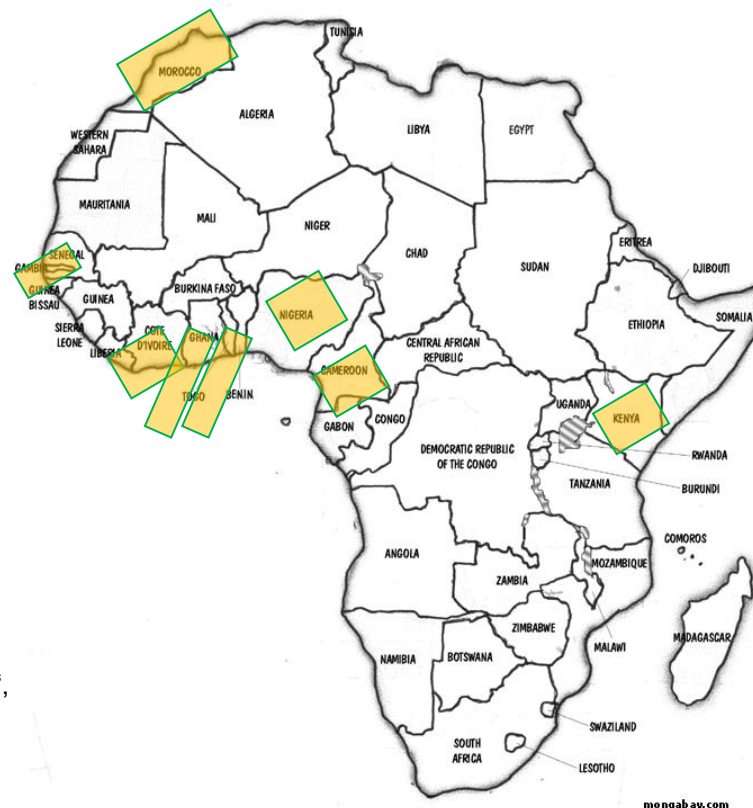 TUNISIA
MOROCCO
ALGERIA
LIBYA
EGYPT
WESTERN
SAHARA
MAURITANIA
MALI
NIGER
CHAD
SUDAN
ERITREA
DJIBOUTI
SENEGAL
GAMBIA
GUINEA
BISSAU
GUINEA
BURKINA FASO
NIGERIA
ETHIOPIA
SOMALIA
SIERRA
LEONE
LIBERIA
COTE
D'IVOIRE
GHANA
TOGO
BENIN
CENTRAL AFRICAN
REPUBLIC
CAMEROON
GABON
CONGO
DEMOCRATIC REPUBLIC
OF THE CONGO
UGANDA
KENYA
RWANDA
BURUNDI
TANZANIA
COMOROS
ANGOLA
ZAMBIA
MOZAMBIQUE
MALAWI
ZIMBABWE
MADAGASCAR
NAMIBIA
BOTSWANA
SWAZILAND
SOUTH
AFRICA
LESOTHO
mongabay.com